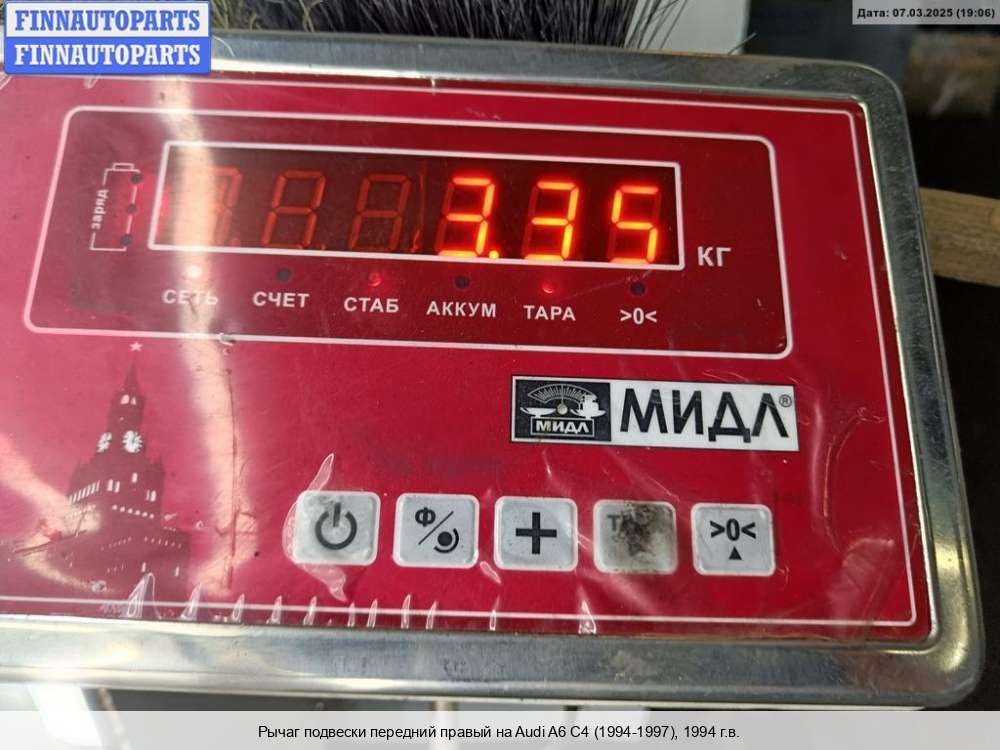 FINNAUTOPARTS
FINNAUTOPARTS
Дата: 07.03.2025 (19:06)
заряд
3.35
КГ
СЕТЬ СЧЕТ СТАБ АККУМ ТАРА >0<
МИДЛ
МИДЛ®
Ф
+
>0<
Рычаг подвески передний правый на Audi A6 C4 (1994-1997), 1994 г.в.